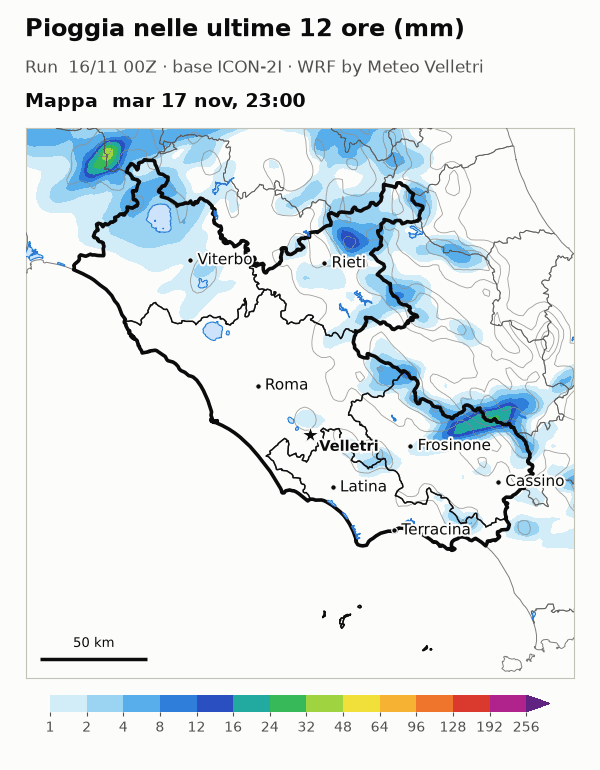 Pioggia nelle ultime 12 ore (mm)
Run 16/11 00Z · base ICON-2I · WRF by Meteo Velletri
Mappa mar 17 nov, 23:00
Viterbo
Rieti
Roma
Velletri
Frosinone
Latina
Cassino
Terracina
50 km
1 2 4 8 12 16 24 32 48 64 96 128 192 256